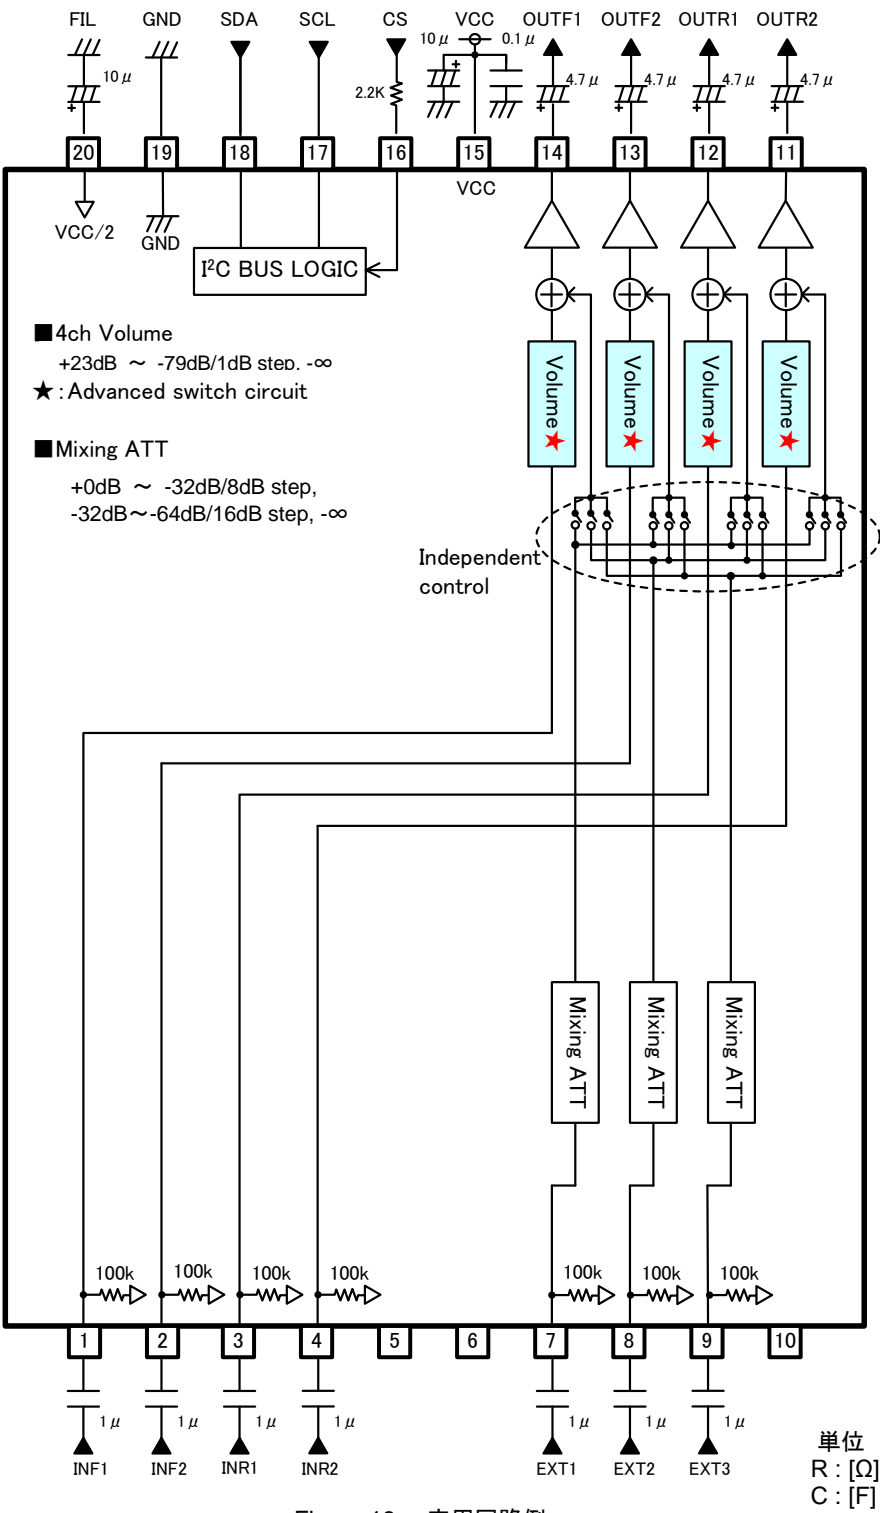 FIL GND SDA SCL CS VCC OUTF1 OUTF2 OUTR1 OUTR2
10μ 2.2K 10μ 0.1μ 4.7μ 4.7μ 4.7μ 4.7μ
+ + + + + +
20 19 18 17 16 15 14 13 12 11
VCC/2 GND VCC
I²C BUS LOGIC
■4ch Volume
+23dB ～ -79dB/1dB step, -∞
★:Advanced switch circuit
Volume★ Volume★ Volume★ Volume★
■Mixing ATT
+0dB ～ -32dB/8dB step,
-32dB～-64dB/16dB step, -∞
Independent
control
Mixing ATT Mixing ATT Mixing ATT
100k 100k 100k 100k 100k 100k 100k
1 2 3 4 5 6 7 8 9 10
1μ 1μ 1μ 1μ 1μ 1μ 1μ
INF1 INF2 INR1 INR2 EXT1 EXT2 EXT3
単位
R : [Ω]
C : [F]